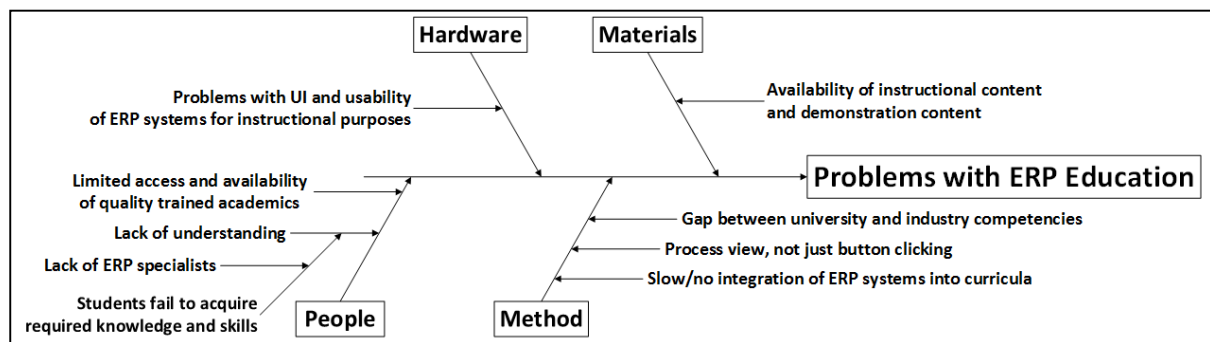 Hardware
Materials
Problems with UI and usability
of ERP systems for instructional purposes
Availability of instructional content
and demonstration content
Problems with ERP Education
Limited access and availability
of quality trained academics
Lack of understanding
Lack of ERP specialists
Students fail to acquire
required knowledge and skills
People
Gap between university and industry competencies
Process view, not just button clicking
Slow/no integration of ERP systems into curricula
Method